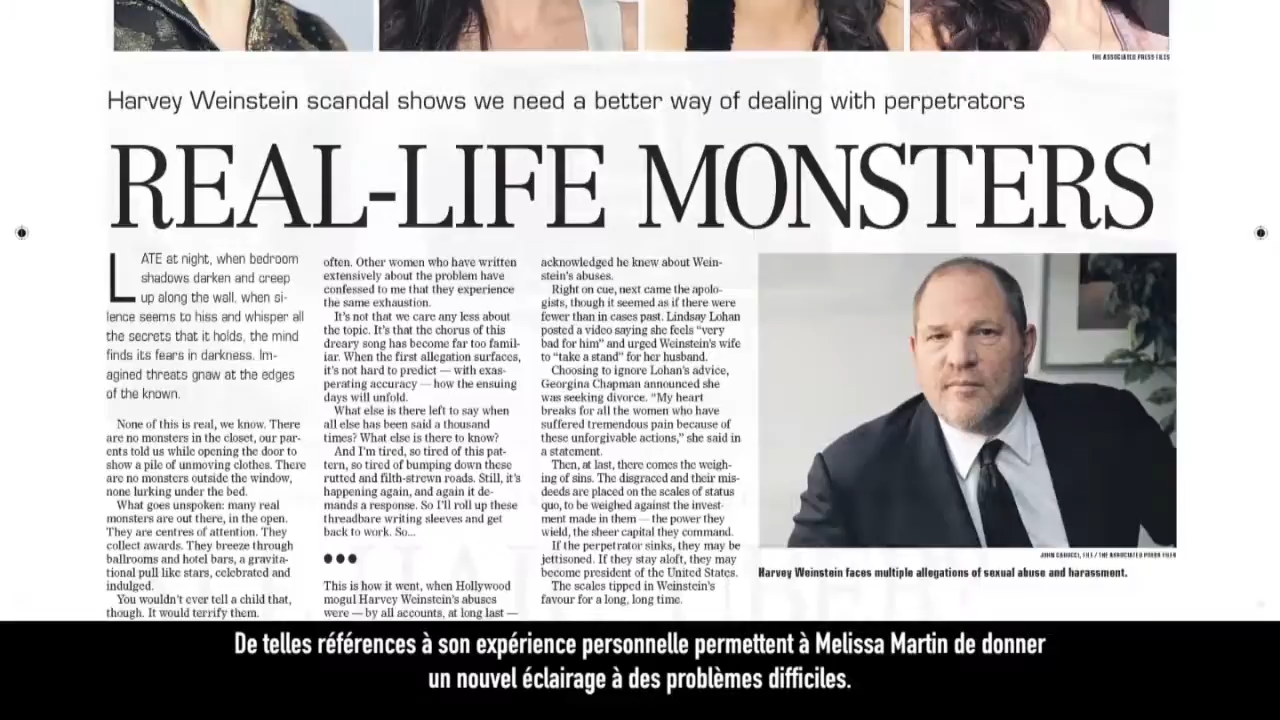 THE ASSOCIATED PRESS FILES
Harvey Weinstein scandal shows we need a better way of dealing with perpetrators
REAL-LIFE MONSTERS
LATE at night, when bedroom
shadows darken and creep
up along the wall, when si-
lence seems to hiss and whisper all
the secrets that it holds, the mind
finds its fears in darkness. Im-
agined threats gnaw at the edges
of the known.
None of this is real, we know. There
are no monsters in the closet, our par-
ents told us while opening the door to
show a pile of unmoving clothes. There
are no monsters outside the window,
none lurking under the bed.
What goes unspoken: many real
monsters are out there, in the open.
They are centres of attention. They
collect awards. They breeze through
ballrooms and hotel bars, a gravita-
tional pull like stars, celebrated and
indulged.
You wouldn't ever tell a child that,
though. It would terrify them.
often. Other women who have written
extensively about the problem have
confessed to me that they experience
the same exhaustion.
It's not that we care any less about
the topic. It's that the chorus of this
dreary song has become far too famil-
iar. When the first allegation surfaces,
it's not hard to predict — with exas-
perating accuracy — how the ensuing
days will unfold.
What else is there left to say when
all else has been said a thousand
times? What else is there to know?
And I'm tired, so tired of this pat-
tern, so tired of bumping down these
rutted and filth-strewn roads. Still, it's
happening again, and again it de-
mands a response. So I'll roll up these
threadbare writing sleeves and get
back to work. So...
●●●
This is how it went, when Hollywood
mogul Harvey Weinstein's abuses
were — by all accounts, at long last —
acknowledged he knew about Wein-
stein's abuses.
Right on cue, next came the apolo-
gists, though it seemed as if there were
fewer than in cases past. Lindsay Lohan
posted a video saying she feels "very
bad for him" and urged Weinstein's wife
to "take a stand" for her husband.
Choosing to ignore Lohan's advice,
Georgina Chapman announced she
was seeking divorce. "My heart
breaks for all the women who have
suffered tremendous pain because of
these unforgivable actions," she said in
a statement.
Then, at last, there comes the weigh-
ing of sins. The disgraced and their mis-
deeds are placed on the scales of status
quo, to be weighed against the invest-
ment made in them — the power they
wield, the sheer capital they command.
If the perpetrator sinks, they may be
jettisoned. If they stay aloft, they may
become president of the United States.
The scales tipped in Weinstein's
favour for a long, long time.
JOHN CARUCCI, FILE / THE ASSOCIATED PRESS FILES
Harvey Weinstein faces multiple allegations of sexual abuse and harassment.
De telles références à son expérience personnelle permettent à Melissa Martin de donner
un nouvel éclairage à des problèmes difficiles.